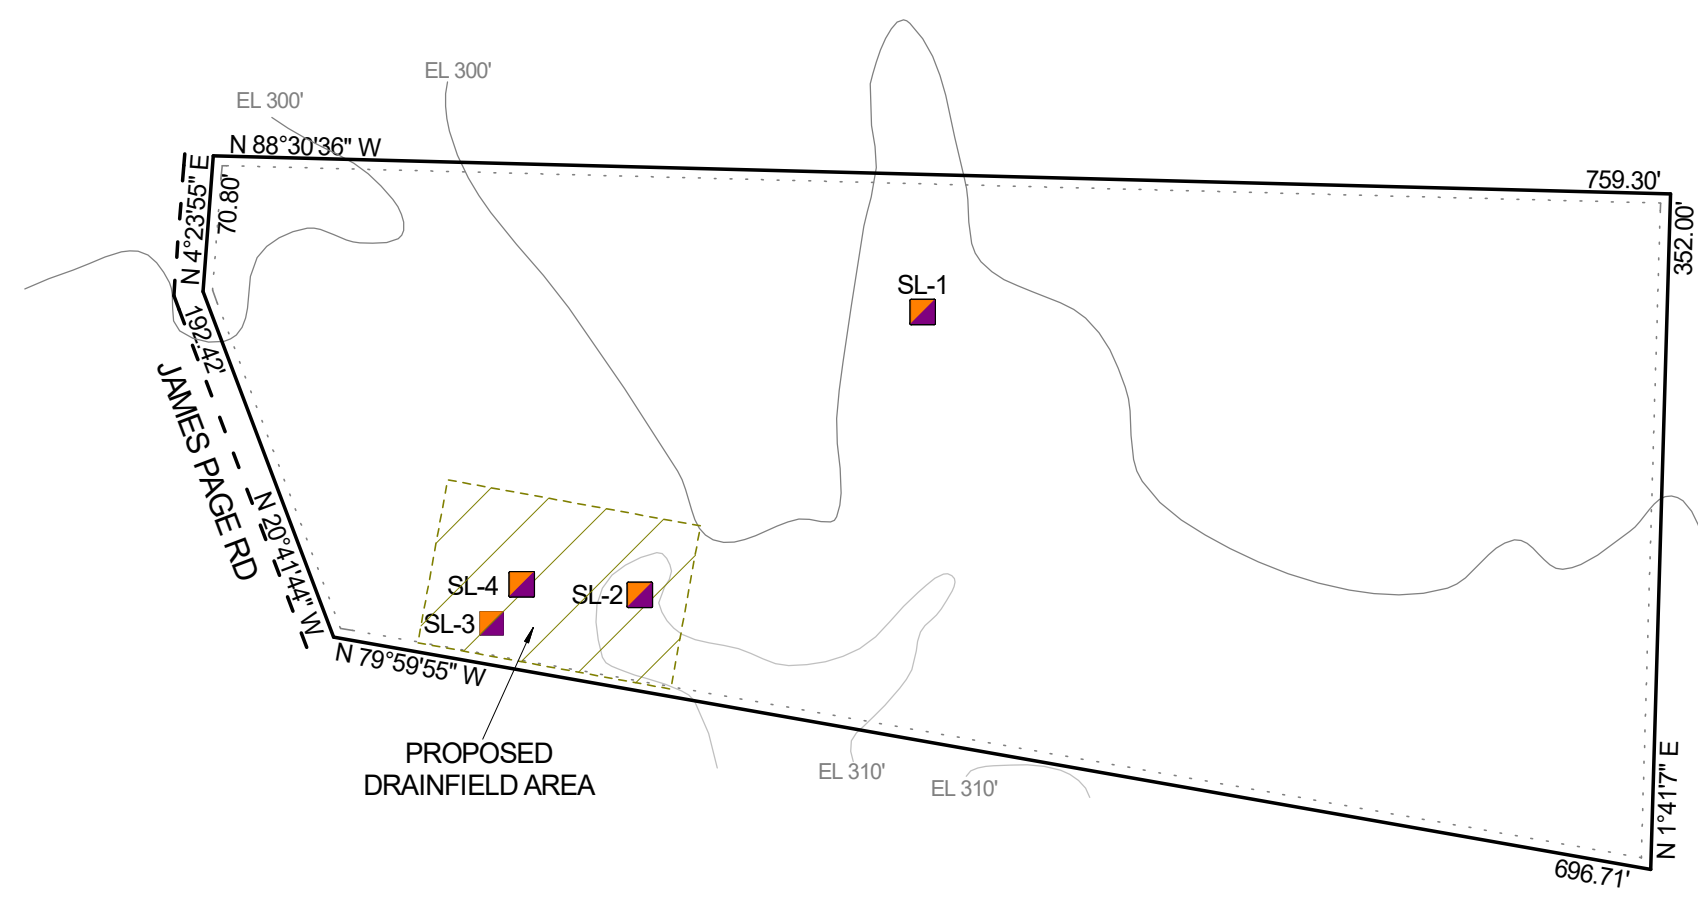 EL 300'
EL 300'
N 88°30'36" W
759.30'
N 4°23'55" E
70.80'
352.00'
SL-1
192.42'
JAMES PAGE RD
N 20°41'44" W
SL-4
SL-2
SL-3
N 79°59'55" W
PROPOSED
DRAINFIELD AREA
EL 310'
EL 310'
N 1°41'7" E
696.71'